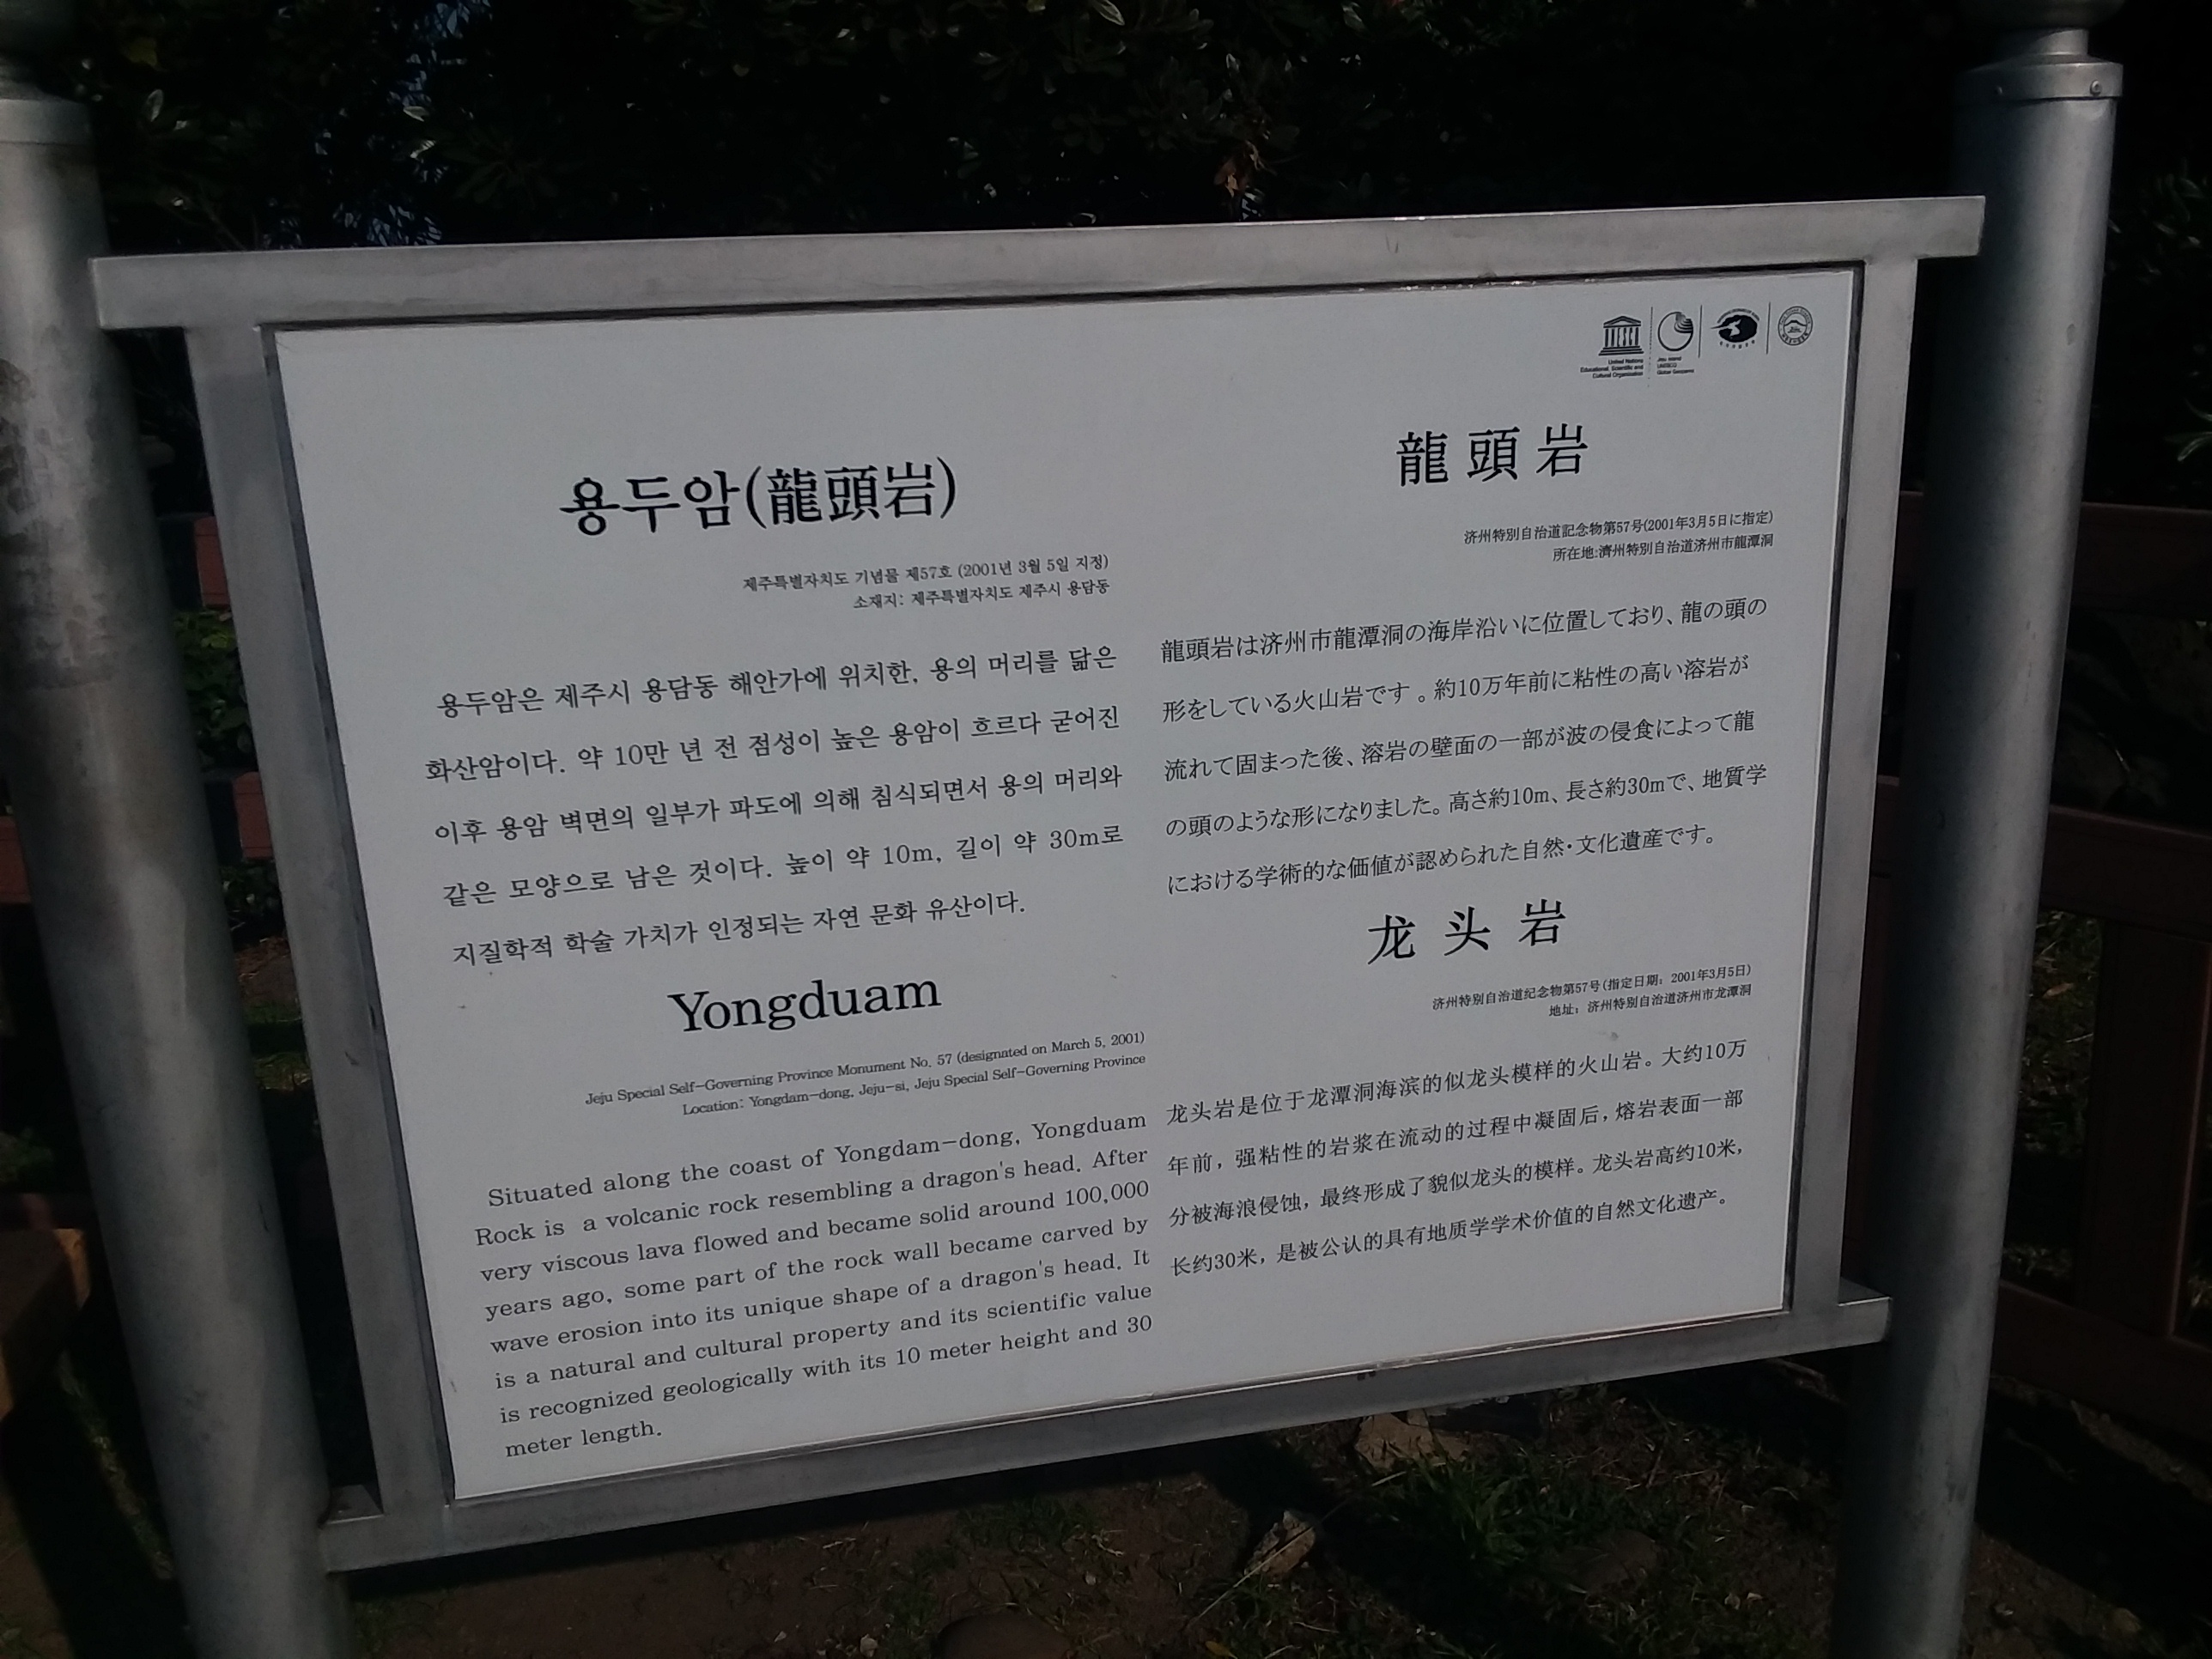 United Nations
Educational, Scientific and
Cultural Organization
Jeju Island
UNESCO
Global Geoparks
용두암(龍頭岩)
제주특별자치도 기념물 제57호 (2001년 3월 5일 지정)
소재지: 제주특별자치도 제주시 용담동
용두암은 제주시 용담동 해안가에 위치한, 용의 머리를 닮은
화산암이다. 약 10만 년 전 점성이 높은 용암이 흐르다 굳어진
이후 용암 벽면의 일부가 파도에 의해 침식되면서 용의 머리와
같은 모양으로 남은 것이다. 높이 약 10m, 길이 약 30m로
지질학적 학술 가치가 인정되는 자연 문화 유산이다.
Yongduam
Jeju Special Self-Governing Province Monument No. 57 (designated on March 5, 2001)
Location: Yongdam-dong, Jeju-si, Jeju Special Self-Governing Province
Situated along the coast of Yongdam-dong, Yongduam
Rock is a volcanic rock resembling a dragon's head. After
very viscous lava flowed and became solid around 100,000
years ago, some part of the rock wall became carved by
wave erosion into its unique shape of a dragon's head. It
is a natural and cultural property and its scientific value
is recognized geologically with its 10 meter height and 30
meter length.
龍頭岩
済州特別自治道記念物第57号(2001年3月5日に指定)
所在地:濟州特別自治道済州市龍潭洞
龍頭岩は済州市龍潭洞の海岸沿いに位置しており、龍の頭の
形をしている火山岩です。約10万年前に粘性の高い溶岩が
流れて固まった後、溶岩の壁面の一部が波の侵食によって龍
の頭のような形になりました。高さ約10m、長さ約30mで、地質学
における学術的な価値が認められた自然・文化遺産です。
龙头岩
济州特别自治道纪念物第57号(指定日期：2001年3月5日)
地址：济州特别自治道济州市龙潭洞
龙头岩是位于龙潭洞海滨的似龙头模样的火山岩。大约10万
年前，强粘性的岩浆在流动的过程中凝固后，熔岩表面一部
分被海浪侵蚀，最终形成了貌似龙头的模样。龙头岩高约10米，
长约30米，是被公认的具有地质学学术价值的自然文化遗产。